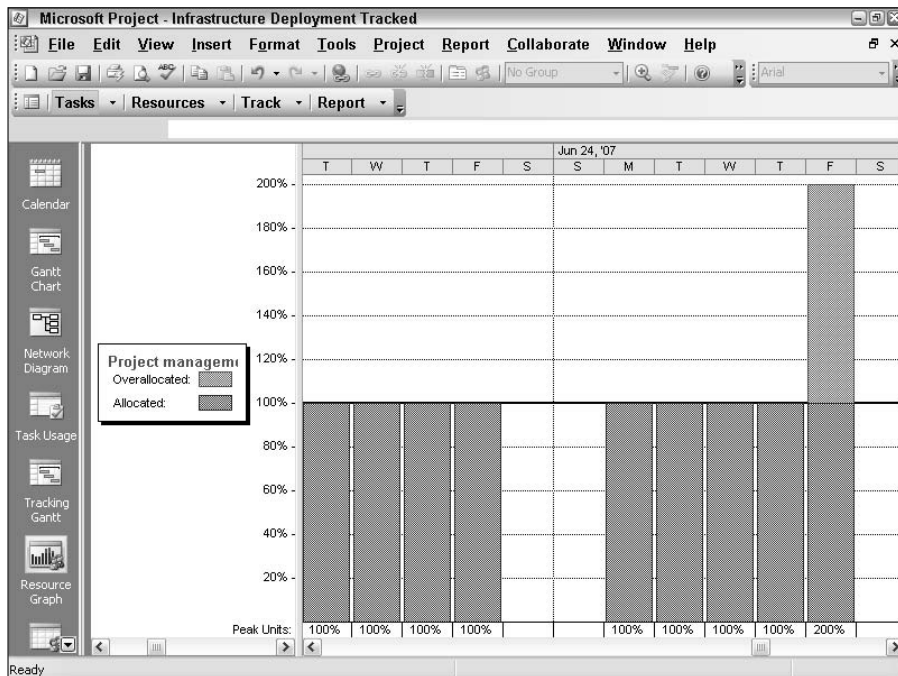 Microsoft Project - Infrastructure Deployment Tracked
File Edit View Insert Format Tools Project Report Collaborate Window Help
No Group Arial
Tasks Resources Track Report
Jun 24, '07
T W T F S S M T W T F S
Calendar
Gantt
Chart
Network
Diagram
Task Usage
Tracking
Gantt
Resource
Graph
Project manageme
Overallocated:
Allocated:
200%
180%
160%
140%
120%
100%
80%
60%
40%
20%
Peak Units: 100% 100% 100% 100% 100% 100% 100% 100% 200%
Ready